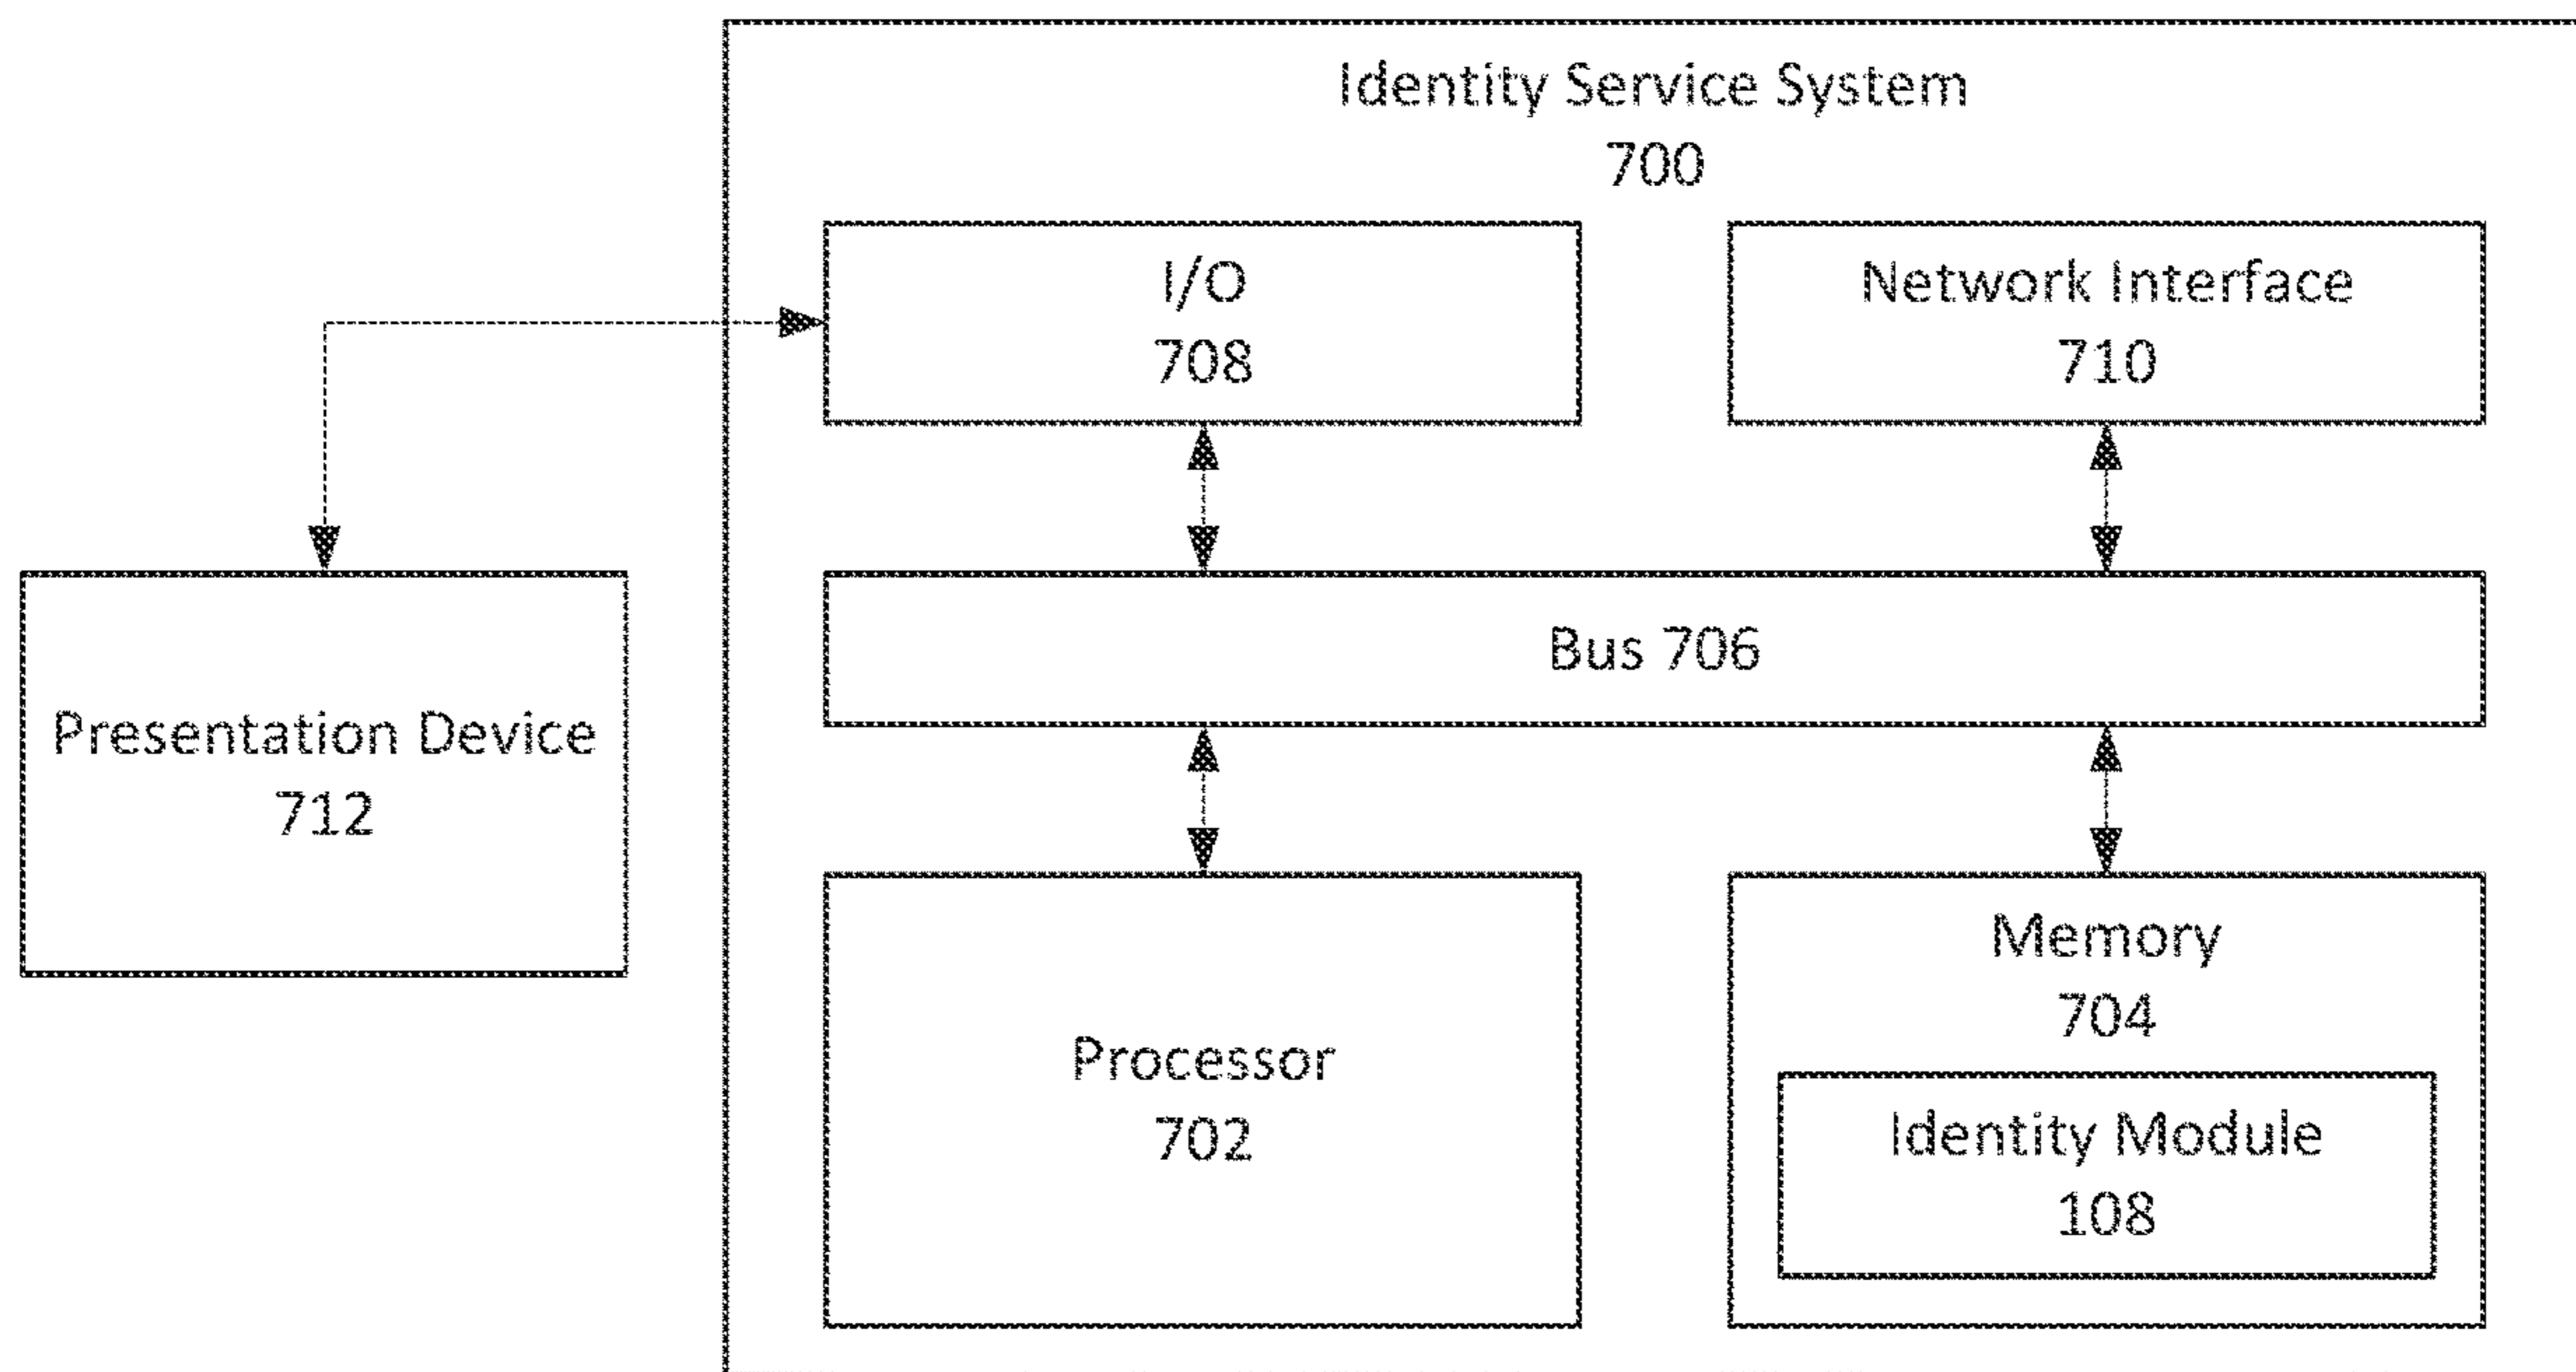 Identity Service System
700
I/O
708
Network Interface
710
Bus 706
Presentation Device
712
Processor
702
Memory
704
Identity Module
108